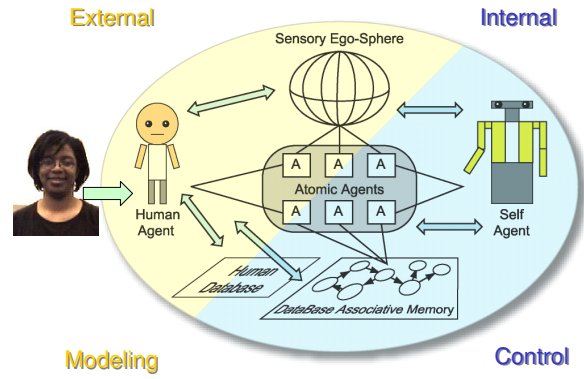 External
Internal
Sensory Ego-Sphere
A A A
Atomic Agents
A A A
Human
Agent
Self
Agent
Human
Database
DataBase Associative Memory
Modeling
Control